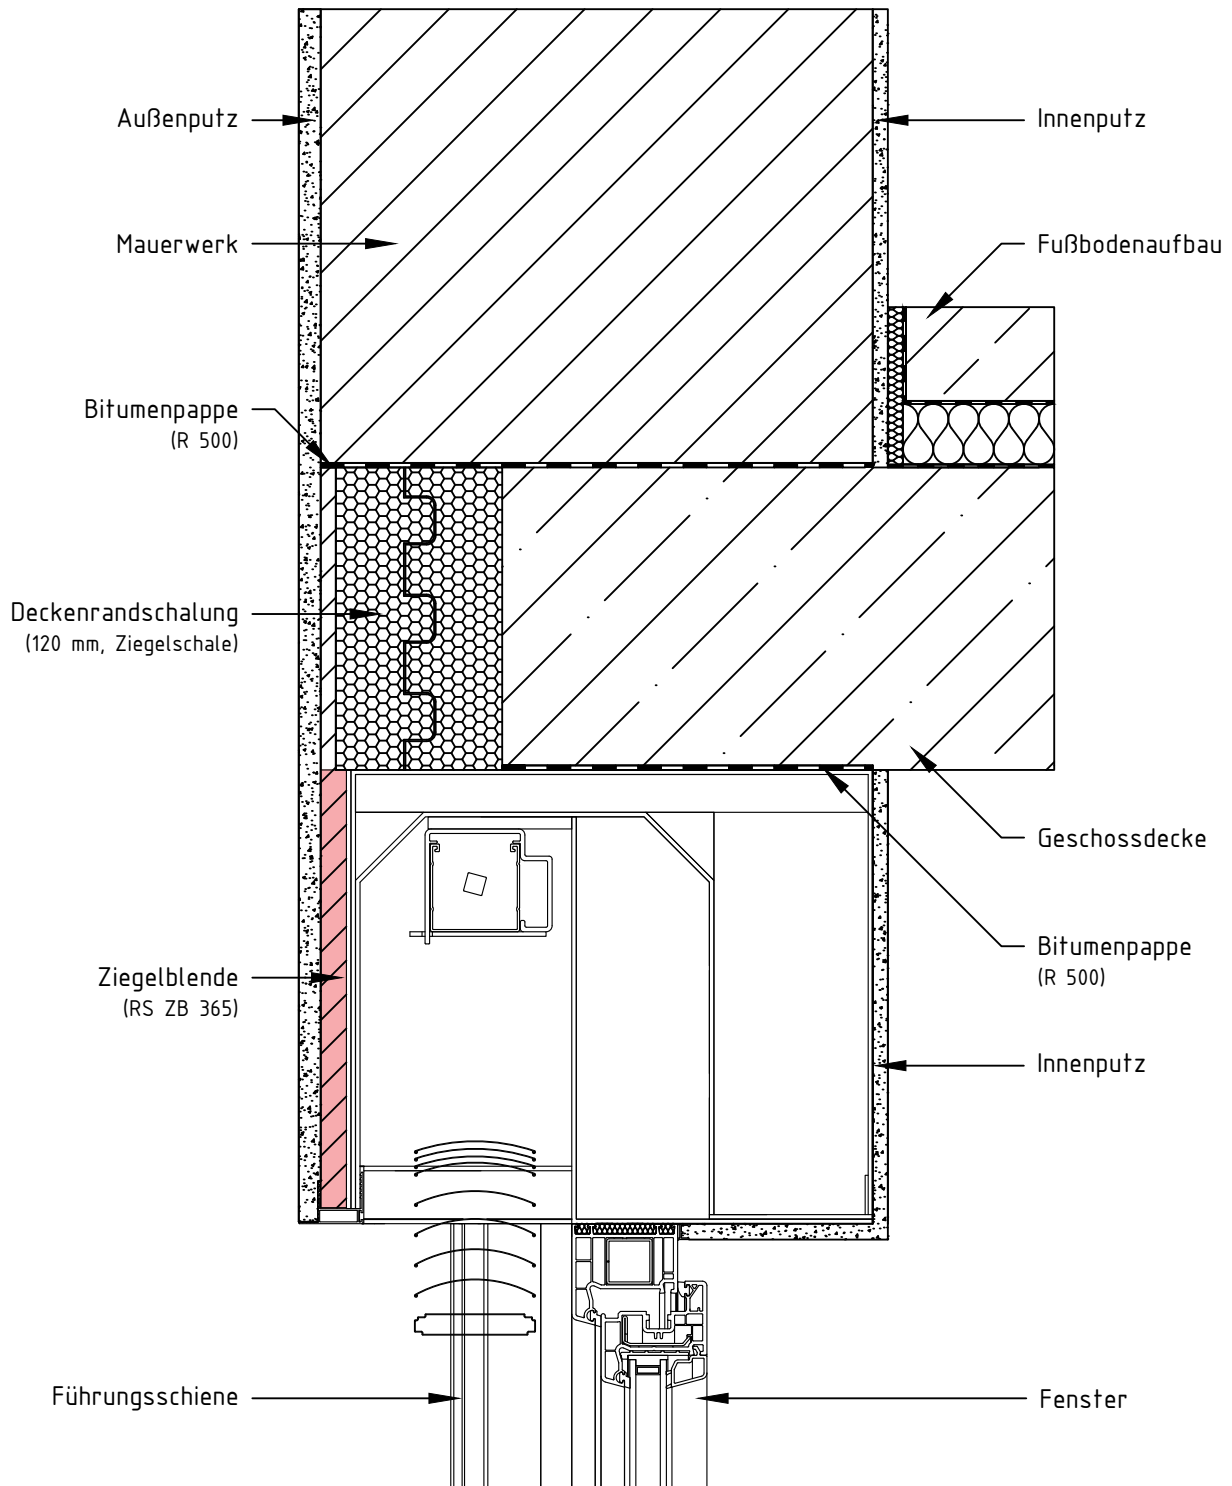 Außenputz
Innenputz
Mauerwerk
Fußbodenaufbau
Bitumenpappe
(R 500)
Deckenrandschalung
(120 mm, Ziegelschale)
Geschossdecke
Bitumenpappe
(R 500)
Ziegelblende
(RS ZB 365)
Innenputz
Führungsschiene
Fenster